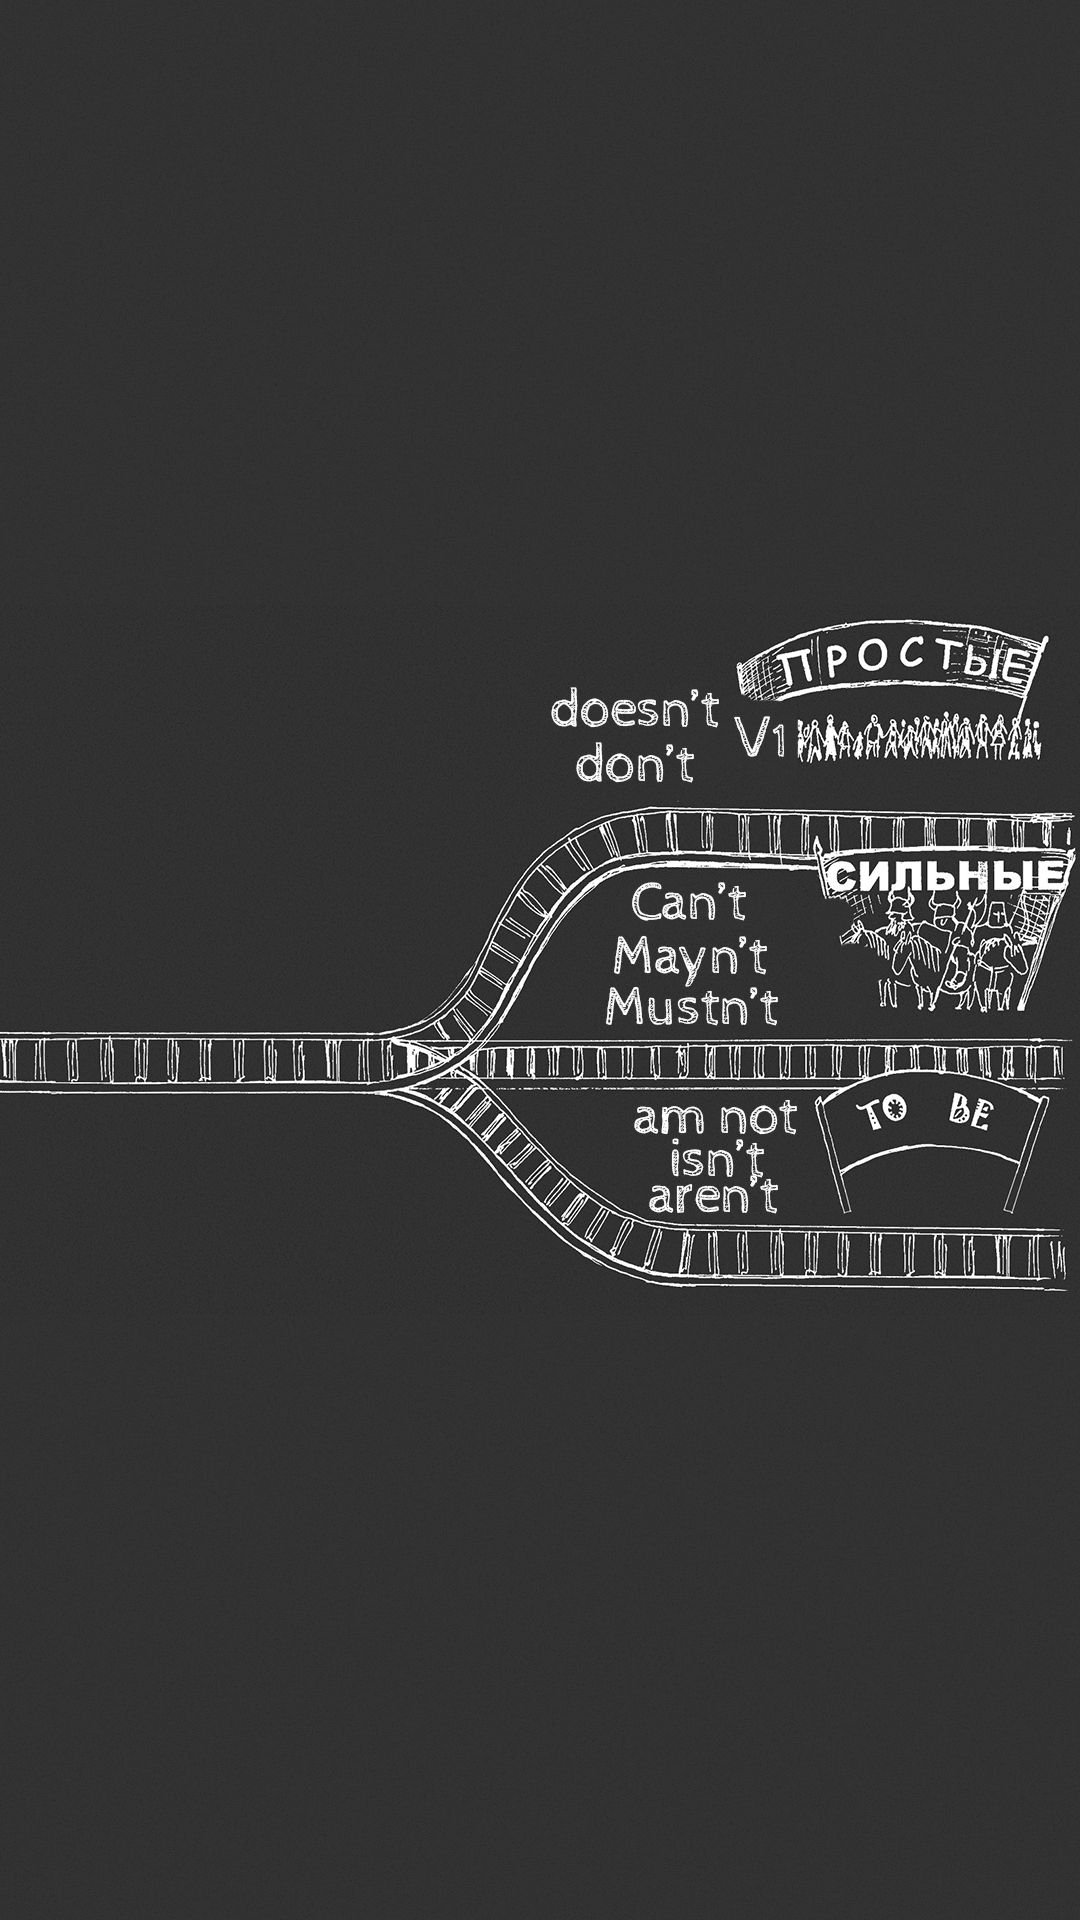 ПРОСТЫЕ
doesn't
don't
V1
СИЛЬНЫЕ
Can't
Mayn't
Mustn't
TO BE
am not
isn't
aren't